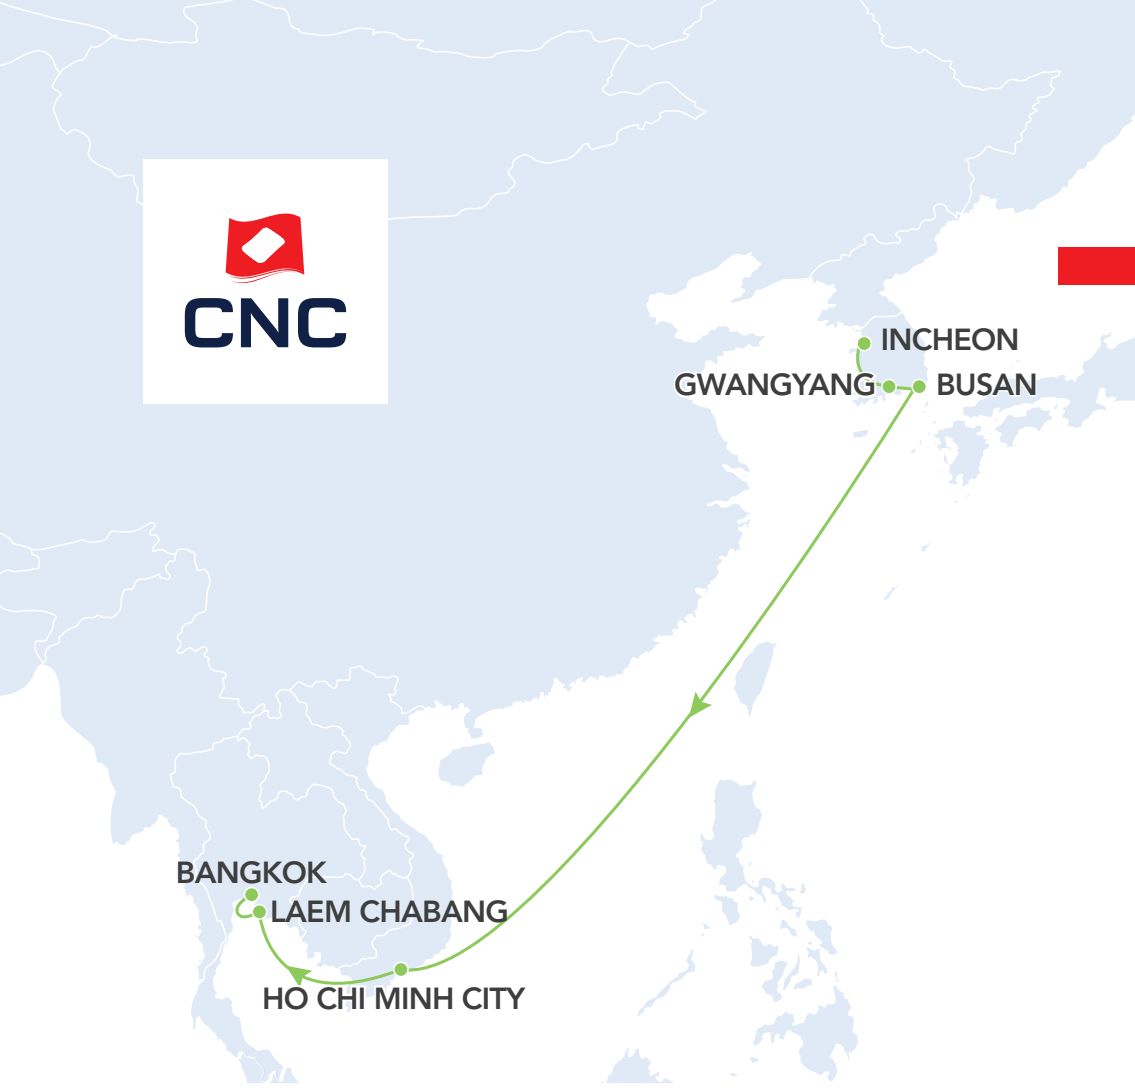 CNC
INCHEON
GWANGYANG
BUSAN
BANGKOK
LAEM CHABANG
HO CHI MINH CITY